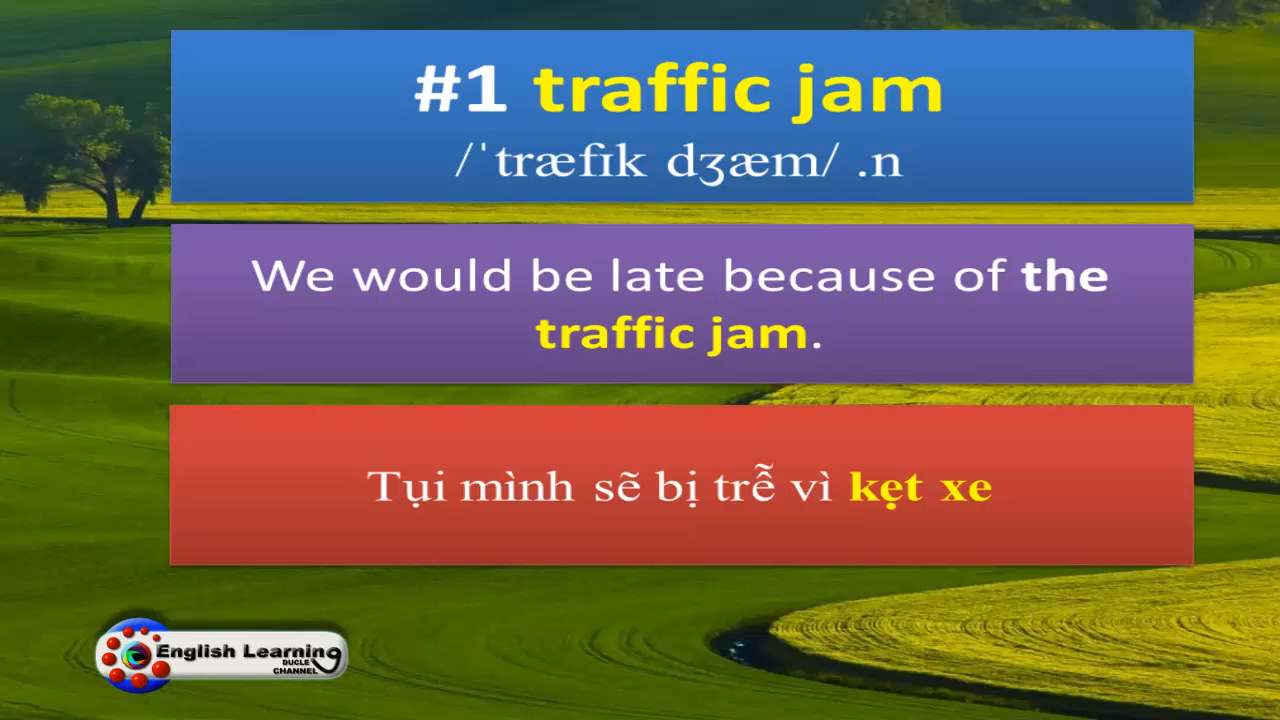 #1 traffic jam
/ˈtræfɪk dʒæm/ .n
We would be late because of the
traffic jam.
Tụi mình sẽ bị trễ vì kẹt xe
English Learning
DUCLE
CHANNEL